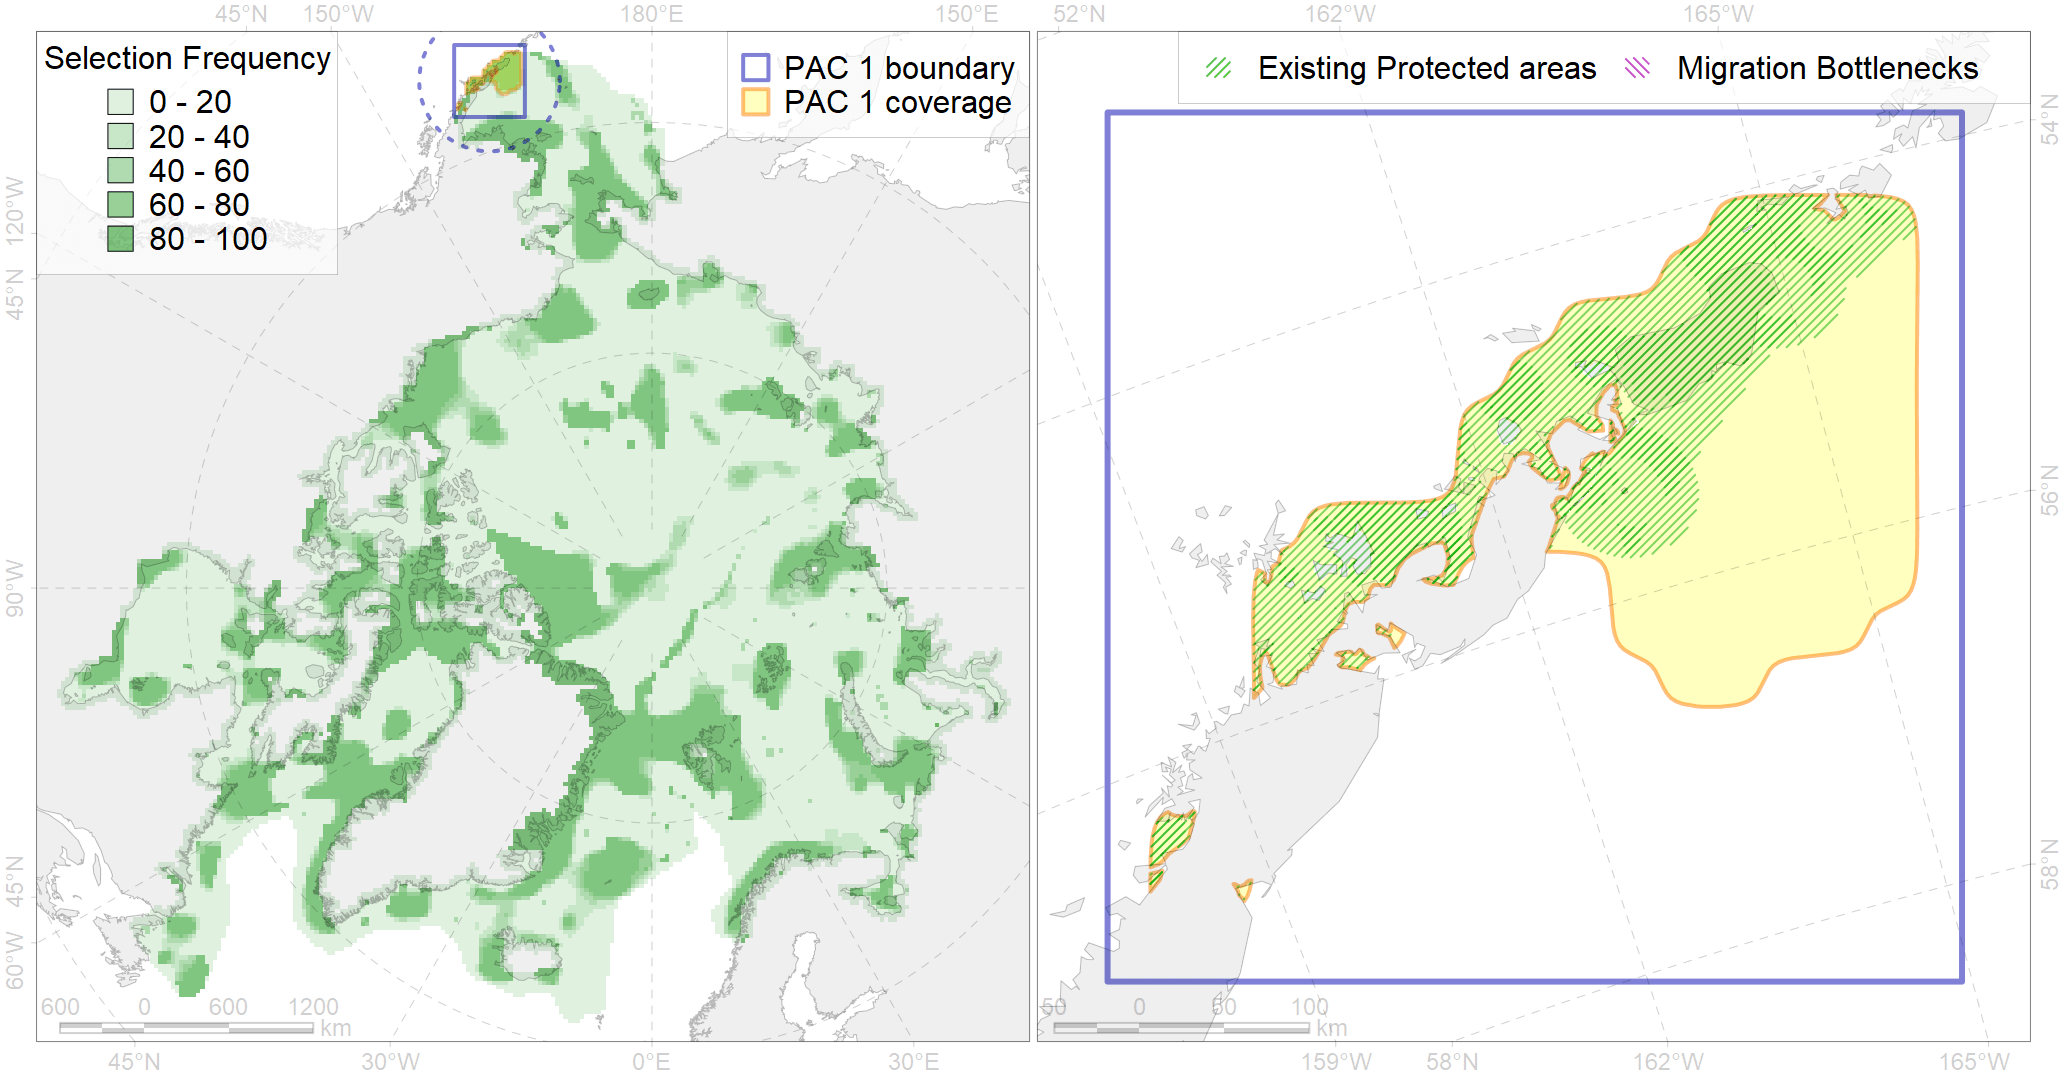 45°N 150°W 180°E 150°E 52°N 162°W 165°W
Selection Frequency
0 - 20
20 - 40
40 - 60
60 - 80
80 - 100
PAC 1 boundary
PAC 1 coverage
Existing Protected areas
Migration Bottlenecks
120°W
45°N
90°W
45°N
60°W
54°N
56°N
58°N
600 0 600 1200
km
50 0 50 100
km
45°N 30°W 0°E 30°E 159°W 58°N 162°W 165°W